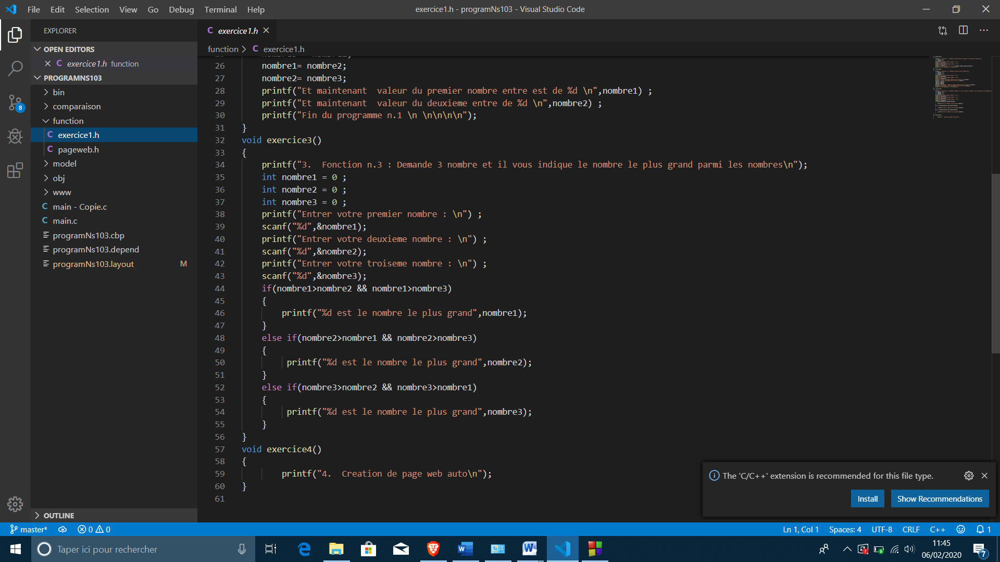 File Edit Selection View Go Debug Terminal Help
exercice1.h - programNs103 - Visual Studio Code
EXPLORER
OPEN EDITORS
exercice1.h function
PROGRAMNS103
bin
comparaison
function
exercice1.h
pageweb.h
model
obj
www
main - Copie.c
main.c
programNs103.cbp
programNs103.depend
programNs103.layout M
OUTLINE
8
exercice1.h
function > exercice1.h
26 nombre1= nombre2;
27 nombre2= nombre3;
28 printf("Et maintenant  valeur du premier nombre entre est de %d \n",nombre1) ;
29 printf("Et maintenant  valeur du deuxieme entre de %d \n",nombre2) ;
30 printf("Fin du programme n.1 \n \n\n\n\n");
31 }
32 void exercice3()
33 {
34 printf("3.  Fonction n.3 : Demande 3 nombre et il vous indique le nombre le plus grand parmi les nombres\n");
35 int nombre1 = 0 ;
36 int nombre2 = 0 ;
37 int nombre3 = 0 ;
38 printf("Entrer votre premier nombre : \n") ;
39 scanf("%d",&nombre1);
40 printf("Entrer votre deuxieme nombre : \n") ;
41 scanf("%d",&nombre2);
42 printf("Entrer votre troiseme nombre : \n") ;
43 scanf("%d",&nombre3);
44 if(nombre1>nombre2 && nombre1>nombre3)
45 {
46 printf("%d est le nombre le plus grand",nombre1);
47 }
48 else if(nombre2>nombre1 && nombre2>nombre3)
49 {
50 printf("%d est le nombre le plus grand",nombre2);
51 }
52 else if(nombre3>nombre2 && nombre3>nombre1)
53 {
54 printf("%d est le nombre le plus grand",nombre3);
55 }
56 }
57 void exercice4()
58 {
59 printf("4.  Creation de page web auto\n");
60 }
61
The 'C/C++' extension is recommended for this file type.
Install Show Recommendations
master* 0 0 Ln 1, Col 1 Spaces: 4 UTF-8 CRLF C++ 1
Taper ici pour rechercher
11:45
06/02/2020
7